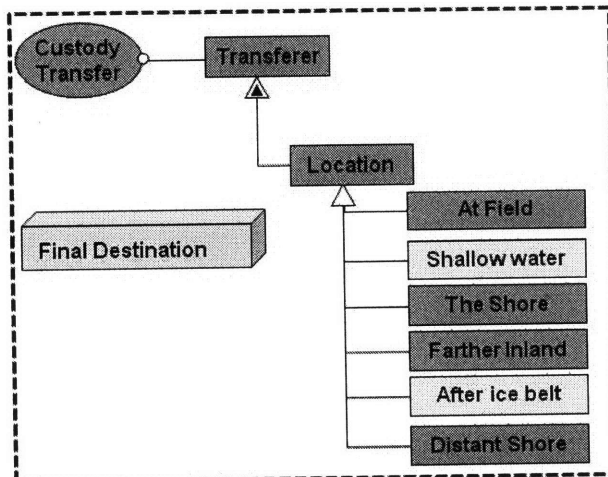 Custody
Transfer
Transferer
Location
At Field
Final Destination
Shallow water
The Shore
Farther Inland
After ice belt
Distant Shore